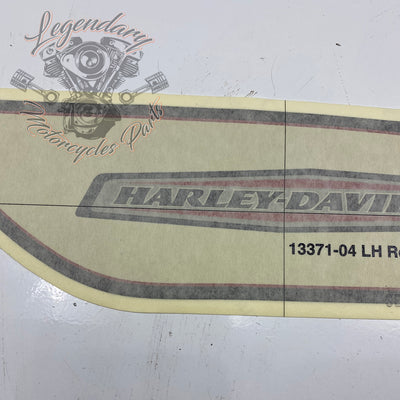 Legendary
Motorcycles Parts
HARLEY-DAVI
13371-04 LH R